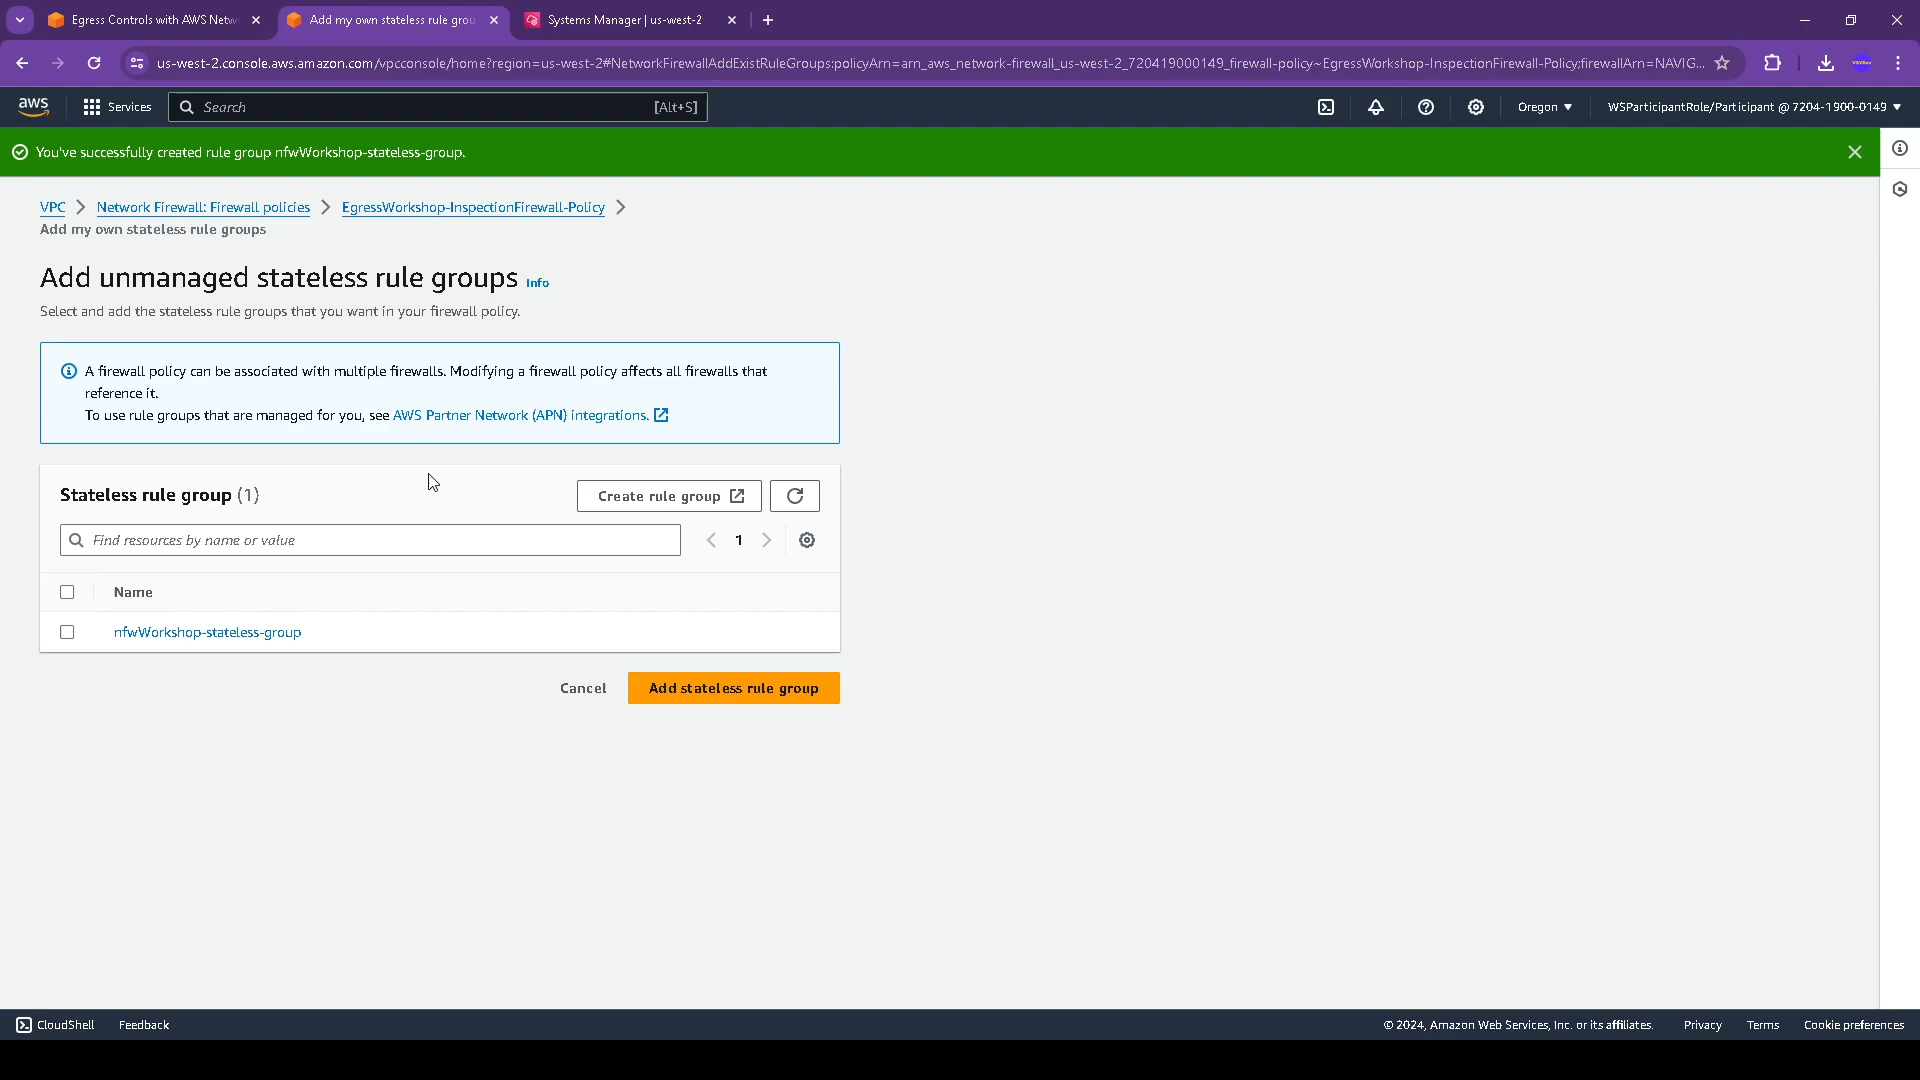 Egress Controls with AWS Netw
Add my own stateless rule grou
Systems Manager | us-west-2
us-west-2.console.aws.amazon.com/vpcconsole/home?region=us-west-2#NetworkFirewallAddExistRuleGroups:policyArn=arn_aws_network-firewall_us-west-2_720419000149_firewall-policy~EgressWorkshop-InspectionFirewall-Policy;firewallArn=NAVIG...
aws
Services
Search
[Alt+S]
Oregon
WSParticipantRole/Participant @ 7204-1900-0149
You've successfully created rule group nfwWorkshop-stateless-group.
VPC
Network Firewall: Firewall policies
EgressWorkshop-InspectionFirewall-Policy
Add my own stateless rule groups
Add unmanaged stateless rule groups Info
Select and add the stateless rule groups that you want in your firewall policy.
A firewall policy can be associated with multiple firewalls. Modifying a firewall policy affects all firewalls that
reference it.
To use rule groups that are managed for you, see AWS Partner Network (APN) integrations.
Stateless rule group (1)
Create rule group
Find resources by name or value
1
Name
nfwWorkshop-stateless-group
Cancel
Add stateless rule group
CloudShell
Feedback
© 2024, Amazon Web Services, Inc. or its affiliates.
Privacy
Terms
Cookie preferences